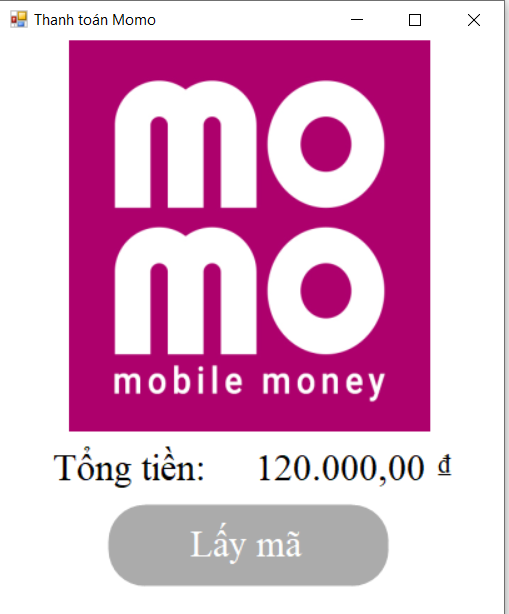 Thanh toán Momo
mo
mo
mobile money
Tổng tiền: 120.000,00 ₫
Lấy mã